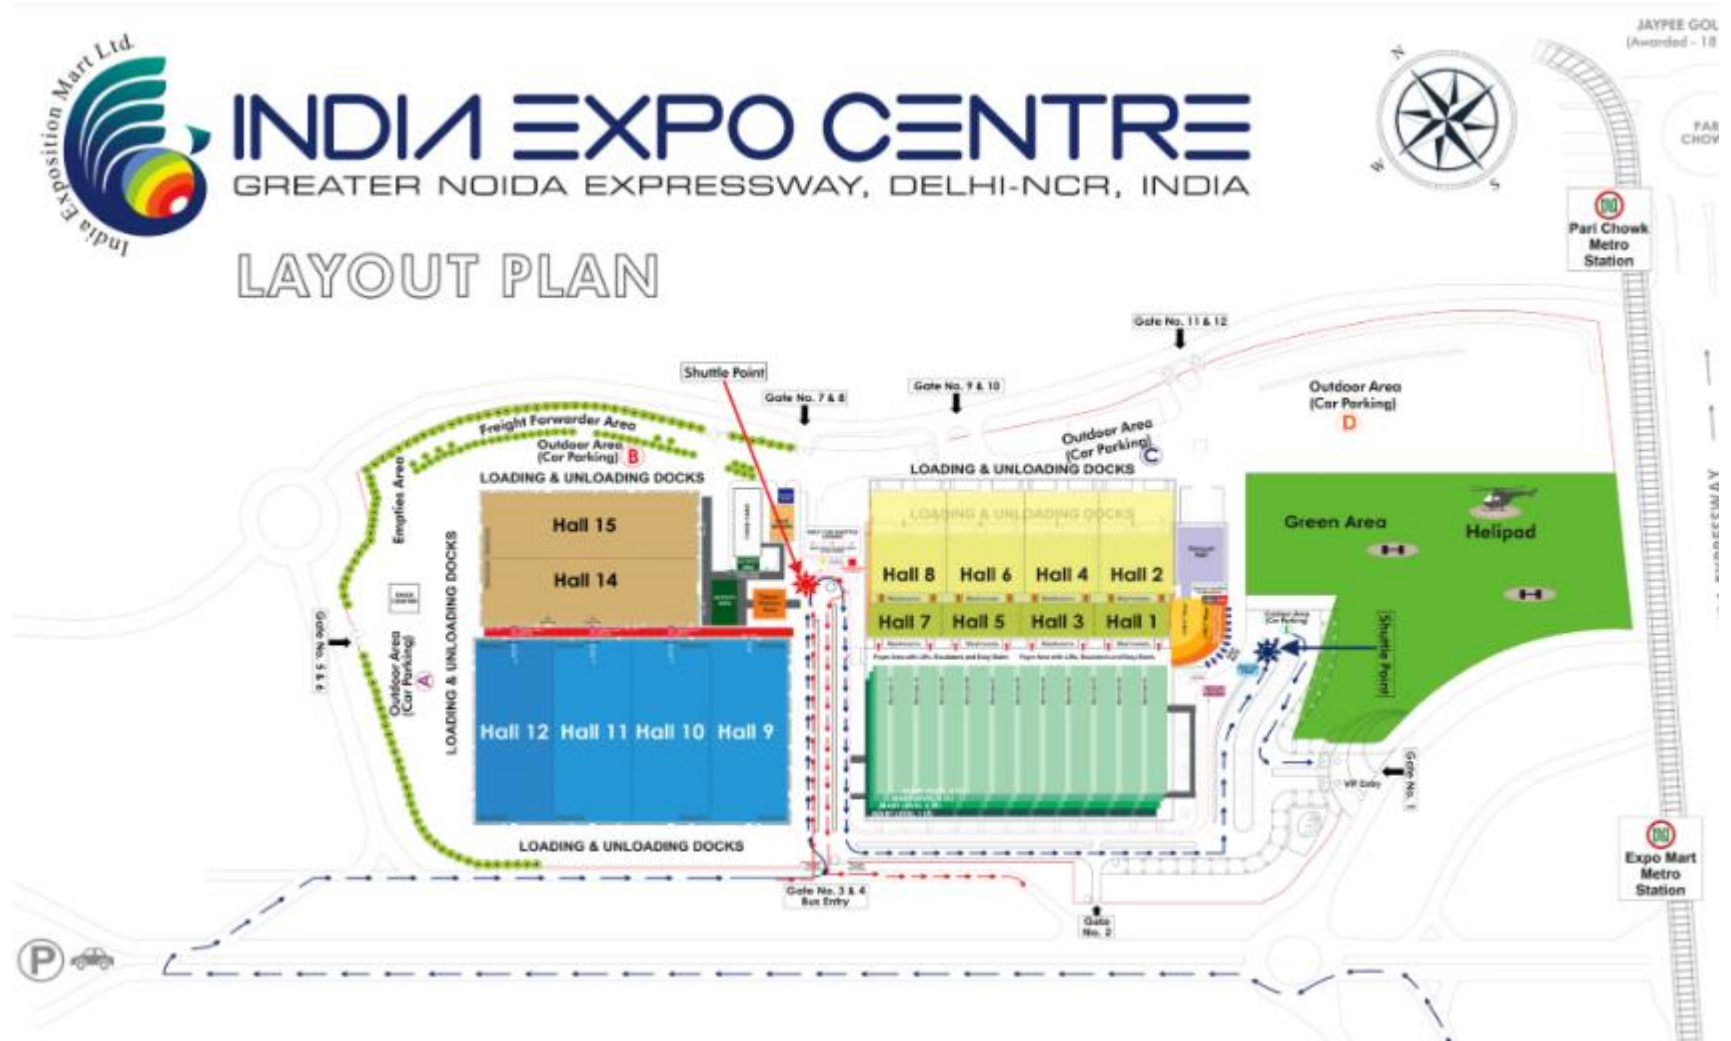 India Exposition Mart Ltd.
INDIA EXPO CENTRE
GREATER NOIDA EXPRESSWAY, DELHI-NCR, INDIA
LAYOUT PLAN
N
W
S
JAYPEE GOL
(Awarded - 18
PAR
CHOW
Pari Chowk
Metro
Station
Gate No. 11 & 12
Shuttle Point
Gate No. 7 & 8
Gate No. 9 & 10
Outdoor Area
(Car Parking)
D
Freight Forwarder Area
Outdoor Area
(Car Parking) B
Outdoor Area
(Car Parking)
C
LOADING & UNLOADING DOCKS
LOADING & UNLOADING DOCKS
LOADING & UNLOADING DOCKS
Empties Area
LOADING & UNLOADING DOCKS
Hall 15
Hall 14
Hall 8
Hall 6
Hall 4
Hall 2
Hall 7
Hall 5
Hall 3
Hall 1
Green Area
Helipad
EXPRESSWAY
Gate No. 5 & 6
Outdoor Area
(Car Parking)
A
Shuttle Point
Hall 12
Hall 11
Hall 10
Hall 9
Gate No. 1
VIP Entry
LOADING & UNLOADING DOCKS
Gate No. 3 & 4
Bus Entry
Gate
No. 2
Expo Mart
Metro
Station
P